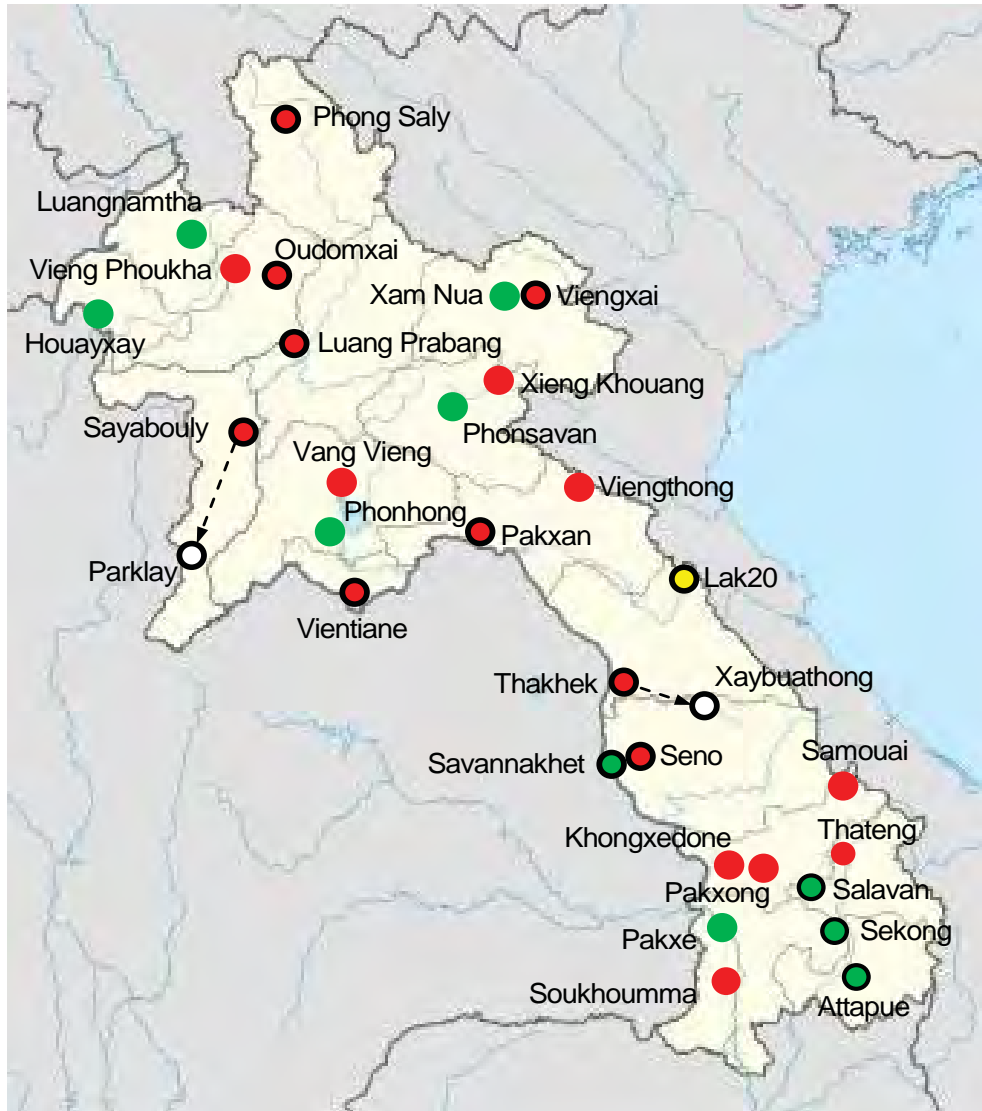 Phong Saly
Luangnamtha
Oudomxai
Vieng Phoukha
Xam Nua
Viengxai
Houayxay
Luang Prabang
Xieng Khouang
Sayabouly
Phonsavan
Vang Vieng
Viengthong
Phonhong
Pakxan
Parklay
Lak20
Vientiane
Xaybuathong
Thakhek
Samouai
Savannakhet
Seno
Khongxedone
Thateng
Pakxong
Salavan
Pakxe
Sekong
Soukhoumma
Attapue